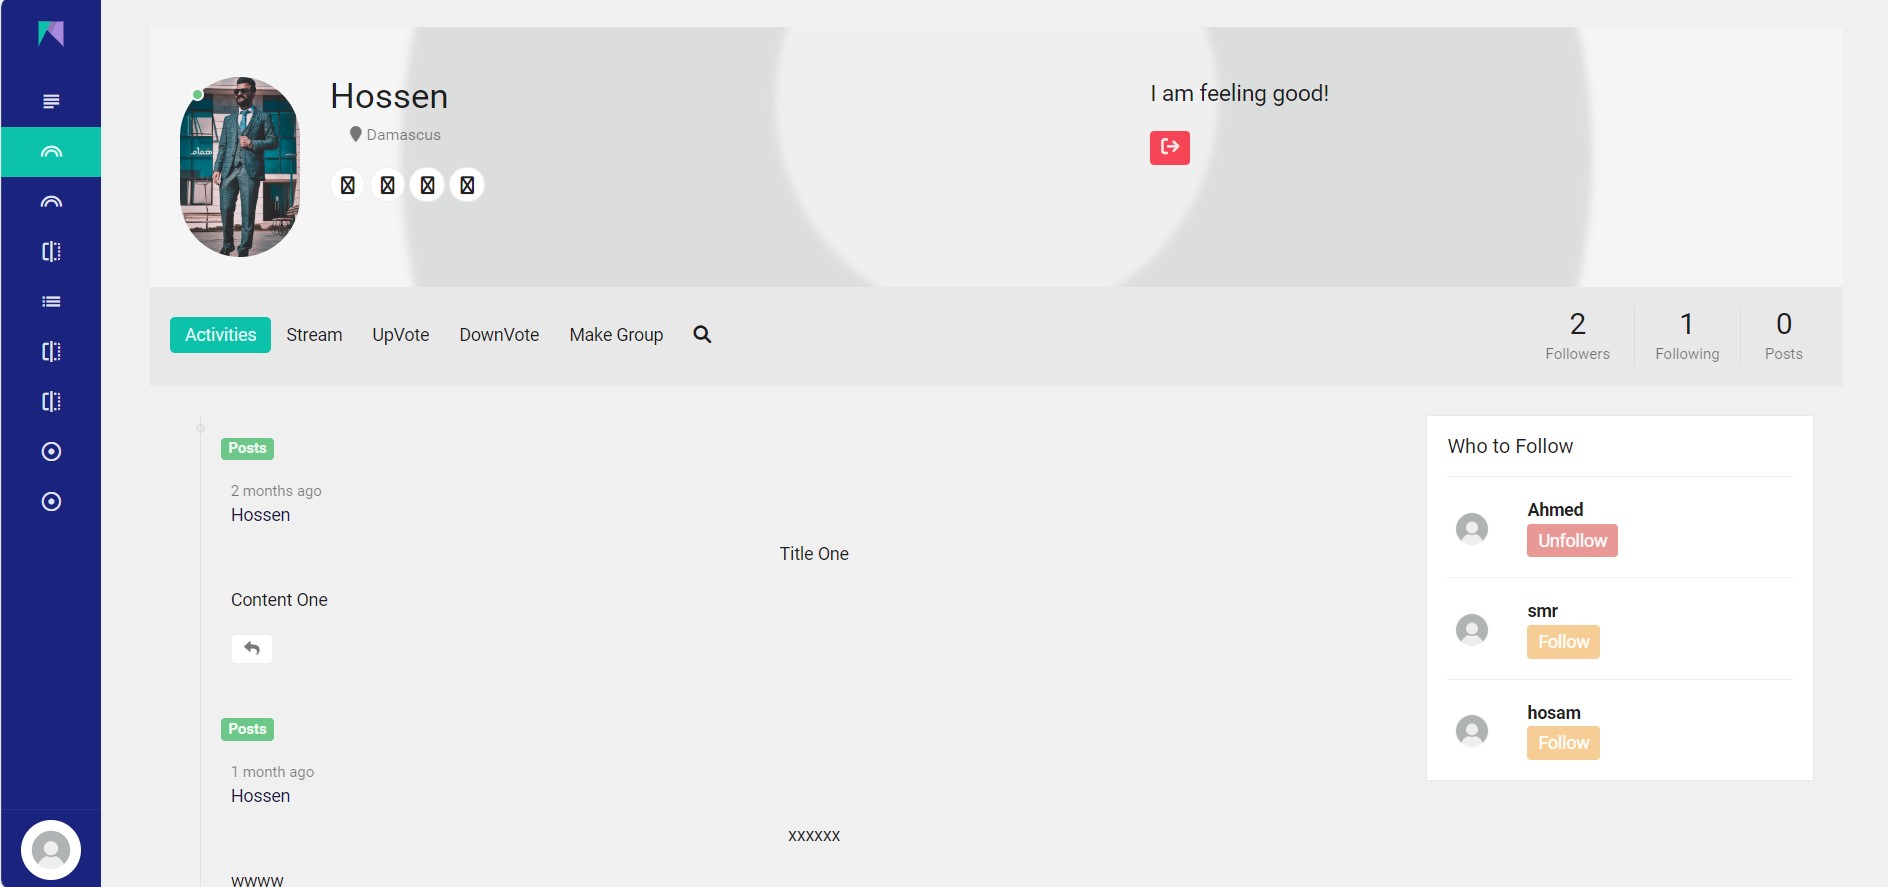 Hossen
Damascus
I am feeling good!
همام
Activities Stream UpVote DownVote Make Group
2 1 0
Followers Following Posts
Posts
2 months ago
Hossen
Title One
Content One
Posts
1 month ago
Hossen
xxxxxx
wwww
Who to Follow
Ahmed
Unfollow
smr
Follow
hosam
Follow